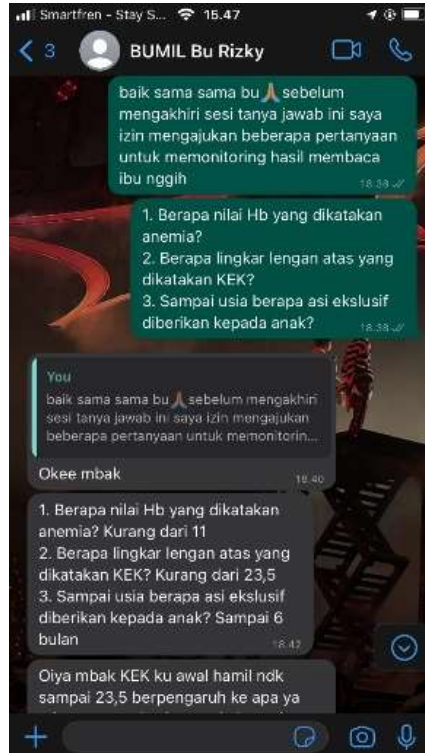 Smartfren - Stay S... 15.47
3 BUMIL Bu Rizky
baik sama sama bu🙏🏽sebelum
mengakhiri sesi tanya jawab ini saya
izin mengajukan beberapa pertanyaan
untuk memonitoring hasil membaca
ibu nggih
18.38
1. Berapa nilai Hb yang dikatakan
anemia?
2. Berapa lingkar lengan atas yang
dikatakan KEK?
3. Sampai usia berapa asi ekslusif
diberikan kepada anak?
18.38
You
baik sama sama bu🙏🏽sebelum mengakhiri
sesi tanya jawab ini saya izin mengajukan
beberapa pertanyaan untuk memonitorin...
Okee mbak
18.40
1. Berapa nilai Hb yang dikatakan
anemia? Kurang dari 11
2. Berapa lingkar lengan atas yang
dikatakan KEK? Kurang dari 23,5
3. Sampai usia berapa asi ekslusif
diberikan kepada anak? Sampai 6
bulan
18.42
Oiya mbak KEK ku awal hamil ndk
sampai 23,5 berpengaruh ke apa ya